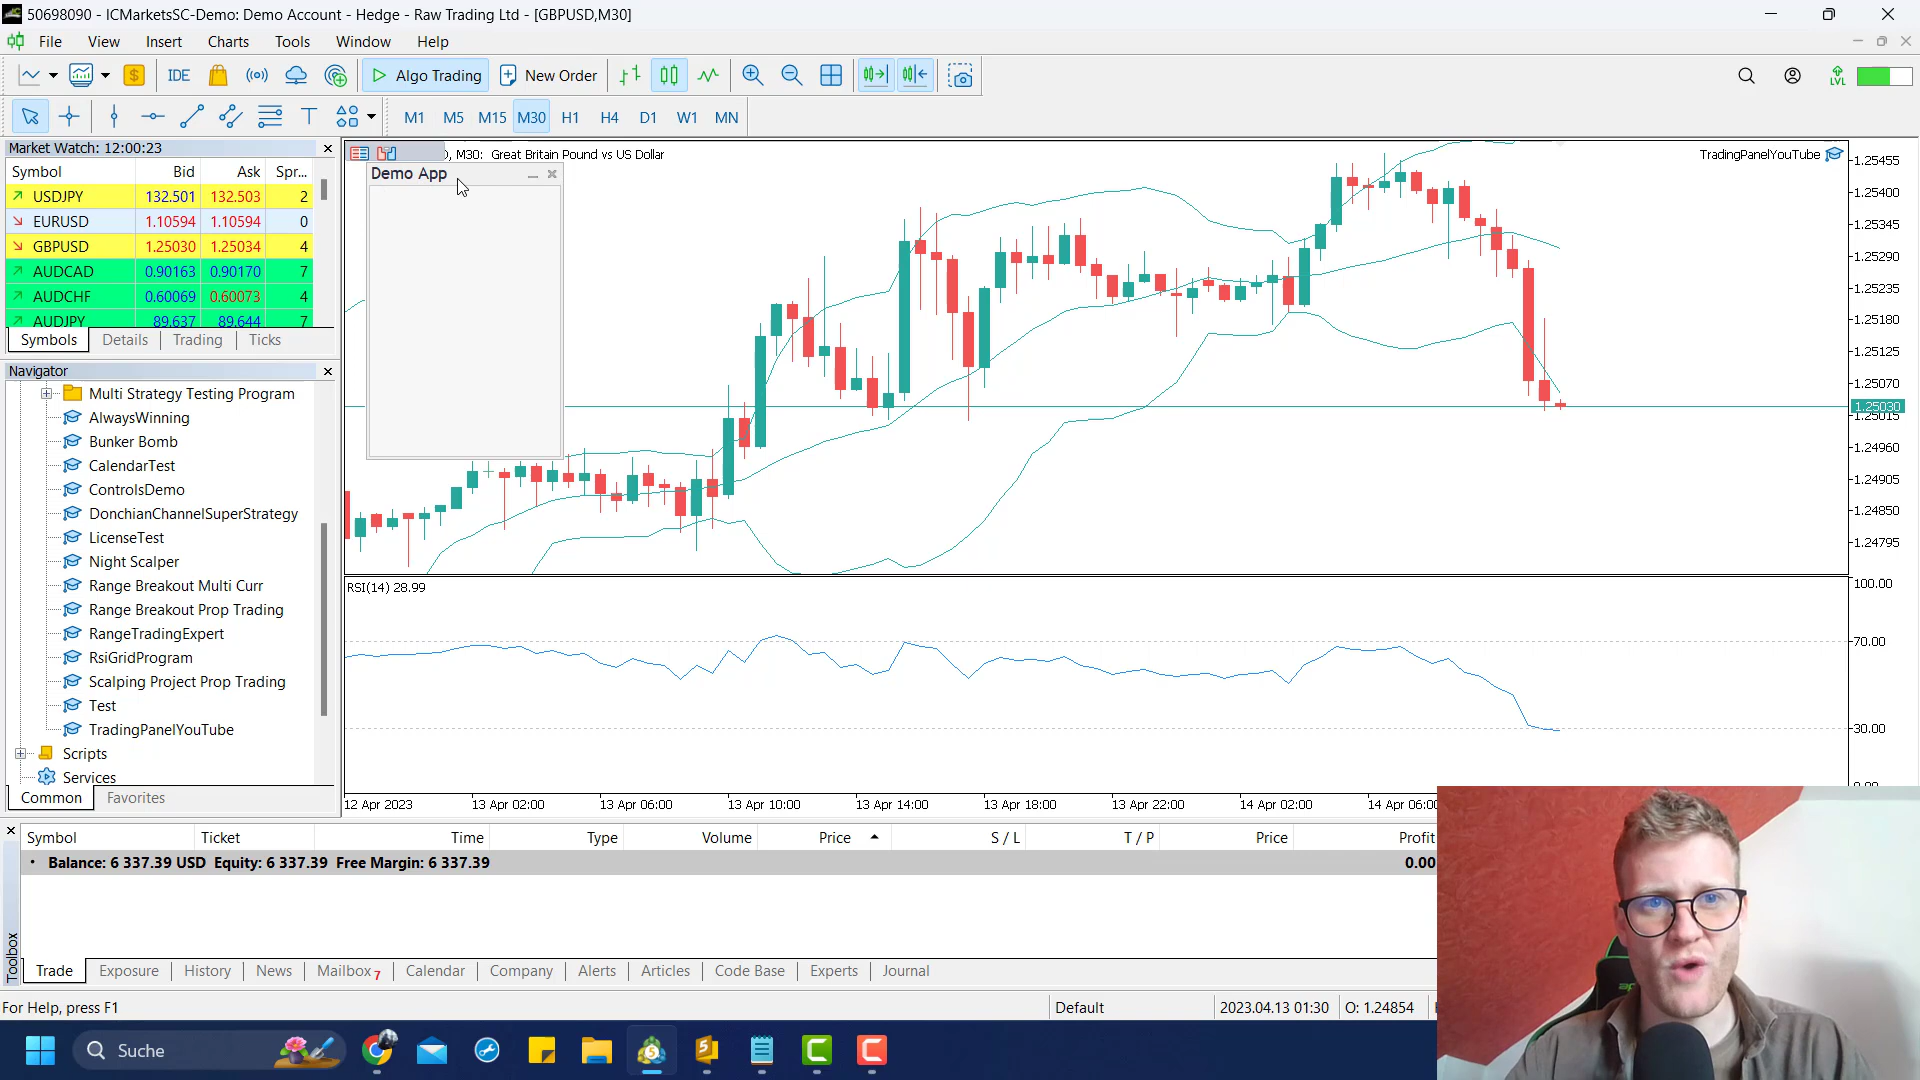 50698090 - ICMarketsSC-Demo: Demo Account - Hedge - Raw Trading Ltd - [GBPUSD,M30]
File View Insert Charts Tools Window Help
IDE Algo Trading New Order LVL
M1 M5 M15 M30 H1 H4 D1 W1 MN
Market Watch: 12:00:23
Symbol Bid Ask Spr...
USDJPY 132.501 132.503 2
EURUSD 1.10594 1.10594 0
GBPUSD 1.25030 1.25034 4
AUDCAD 0.90163 0.90170 7
AUDCHF 0.60069 0.60073 4
AUDJPY 89.637 89.644 7
Symbols Details Trading Ticks
Navigator
Multi Strategy Testing Program
AlwaysWinning
Bunker Bomb
CalendarTest
ControlsDemo
DonchianChannelSuperStrategy
LicenseTest
Night Scalper
Range Breakout Multi Curr
Range Breakout Prop Trading
RangeTradingExpert
RsiGridProgram
Scalping Project Prop Trading
Test
TradingPanelYouTube
Scripts
Services
Common Favorites
), M30: Great Britain Pound vs US Dollar
TradingPanelYouTube
Demo App
1.25455
1.25400
1.25345
1.25290
1.25235
1.25180
1.25125
1.25070
1.25030
1.25015
1.24960
1.24905
1.24850
1.24795
RSI(14) 28.99
100.00
70.00
30.00
0.00
12 Apr 2023 13 Apr 02:00 13 Apr 06:00 13 Apr 10:00 13 Apr 14:00 13 Apr 18:00 13 Apr 22:00 14 Apr 02:00 14 Apr 06:00
Symbol Ticket Time Type Volume Price S / L T / P Price Profit
Balance: 6 337.39 USD Equity: 6 337.39 Free Margin: 6 337.39 0.00
Toolbox
Trade Exposure History News Mailbox 7 Calendar Company Alerts Articles Code Base Experts Journal
For Help, press F1 Default 2023.04.13 01:30 O: 1.24854
Suche